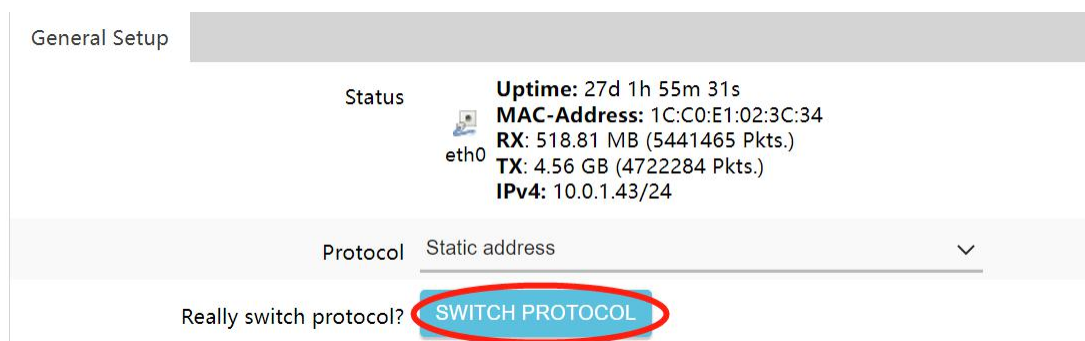 General Setup
Status
Uptime: 27d 1h 55m 31s
MAC-Address: 1C:C0:E1:02:3C:34
RX: 518.81 MB (5441465 Pkts.)
eth0
TX: 4.56 GB (4722284 Pkts.)
IPv4: 10.0.1.43/24
Protocol Static address
Really switch protocol? SWITCH PROTOCOL